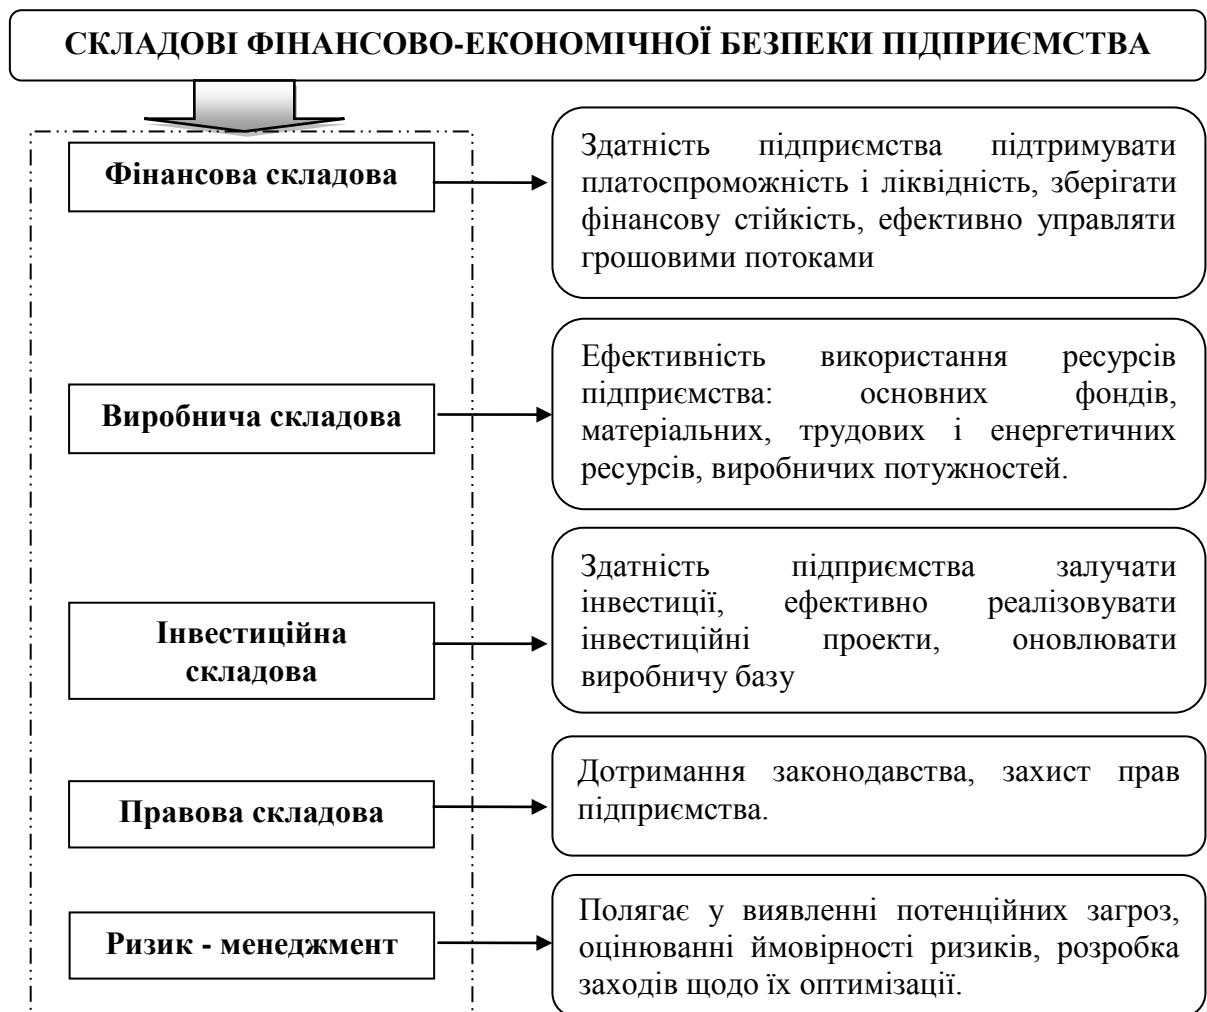 СКЛАДОВІ ФІНАНСОВО-ЕКОНОМІЧНОЇ БЕЗПЕКИ ПІДПРИЄМСТВА
Фінансова складова
Здатність підприємства підтримувати
платоспроможність і ліквідність, зберігати
фінансову стійкість, ефективно управляти
грошовими потоками
Виробнича складова
Ефективність використання ресурсів
підприємства: основних фондів,
матеріальних, трудових і енергетичних
ресурсів, виробничих потужностей.
Інвестиційна
складова
Здатність підприємства залучати
інвестиції, ефективно реалізовувати
інвестиційні проекти, оновлювати
виробничу базу
Правова складова
Дотримання законодавства, захист прав
підприємства.
Ризик - менеджмент
Полягає у виявленні потенційних загроз,
оцінюванні ймовірності ризиків, розробка
заходів щодо їх оптимізації.